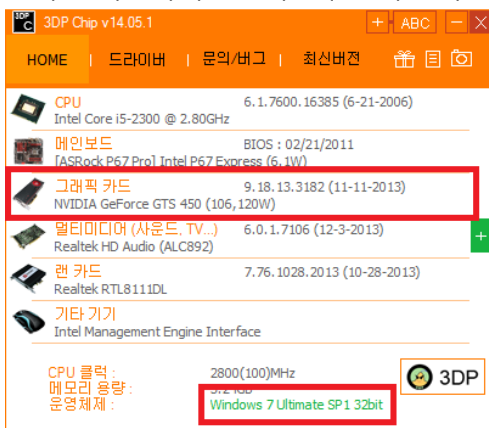 3DP Chip v14.05.1 + ABC
HOME 드라이버 문의/버그 최신버전
CPU 6.1.7600.16385 (6-21-2006)
Intel Core i5-2300 @ 2.80GHz
메인보드 BIOS : 02/21/2011
[ASRock P67 Pro] Intel P67 Express (6,1W)
그래픽 카드 9.18.13.3182 (11-11-2013)
NVIDIA GeForce GTS 450 (106,120W)
멀티미디어 (사운드, TV...) 6.0.1.7106 (12-3-2013)
Realtek HD Audio (ALC892)
랜 카드 7.76.1028.2013 (10-28-2013)
Realtek RTL8111DL
기타 기기
Intel Management Engine Interface
CPU 클럭 : 2800(100)MHz
메모리 용량 :
운영체제 : Windows 7 Ultimate SP1 32bit
3DP